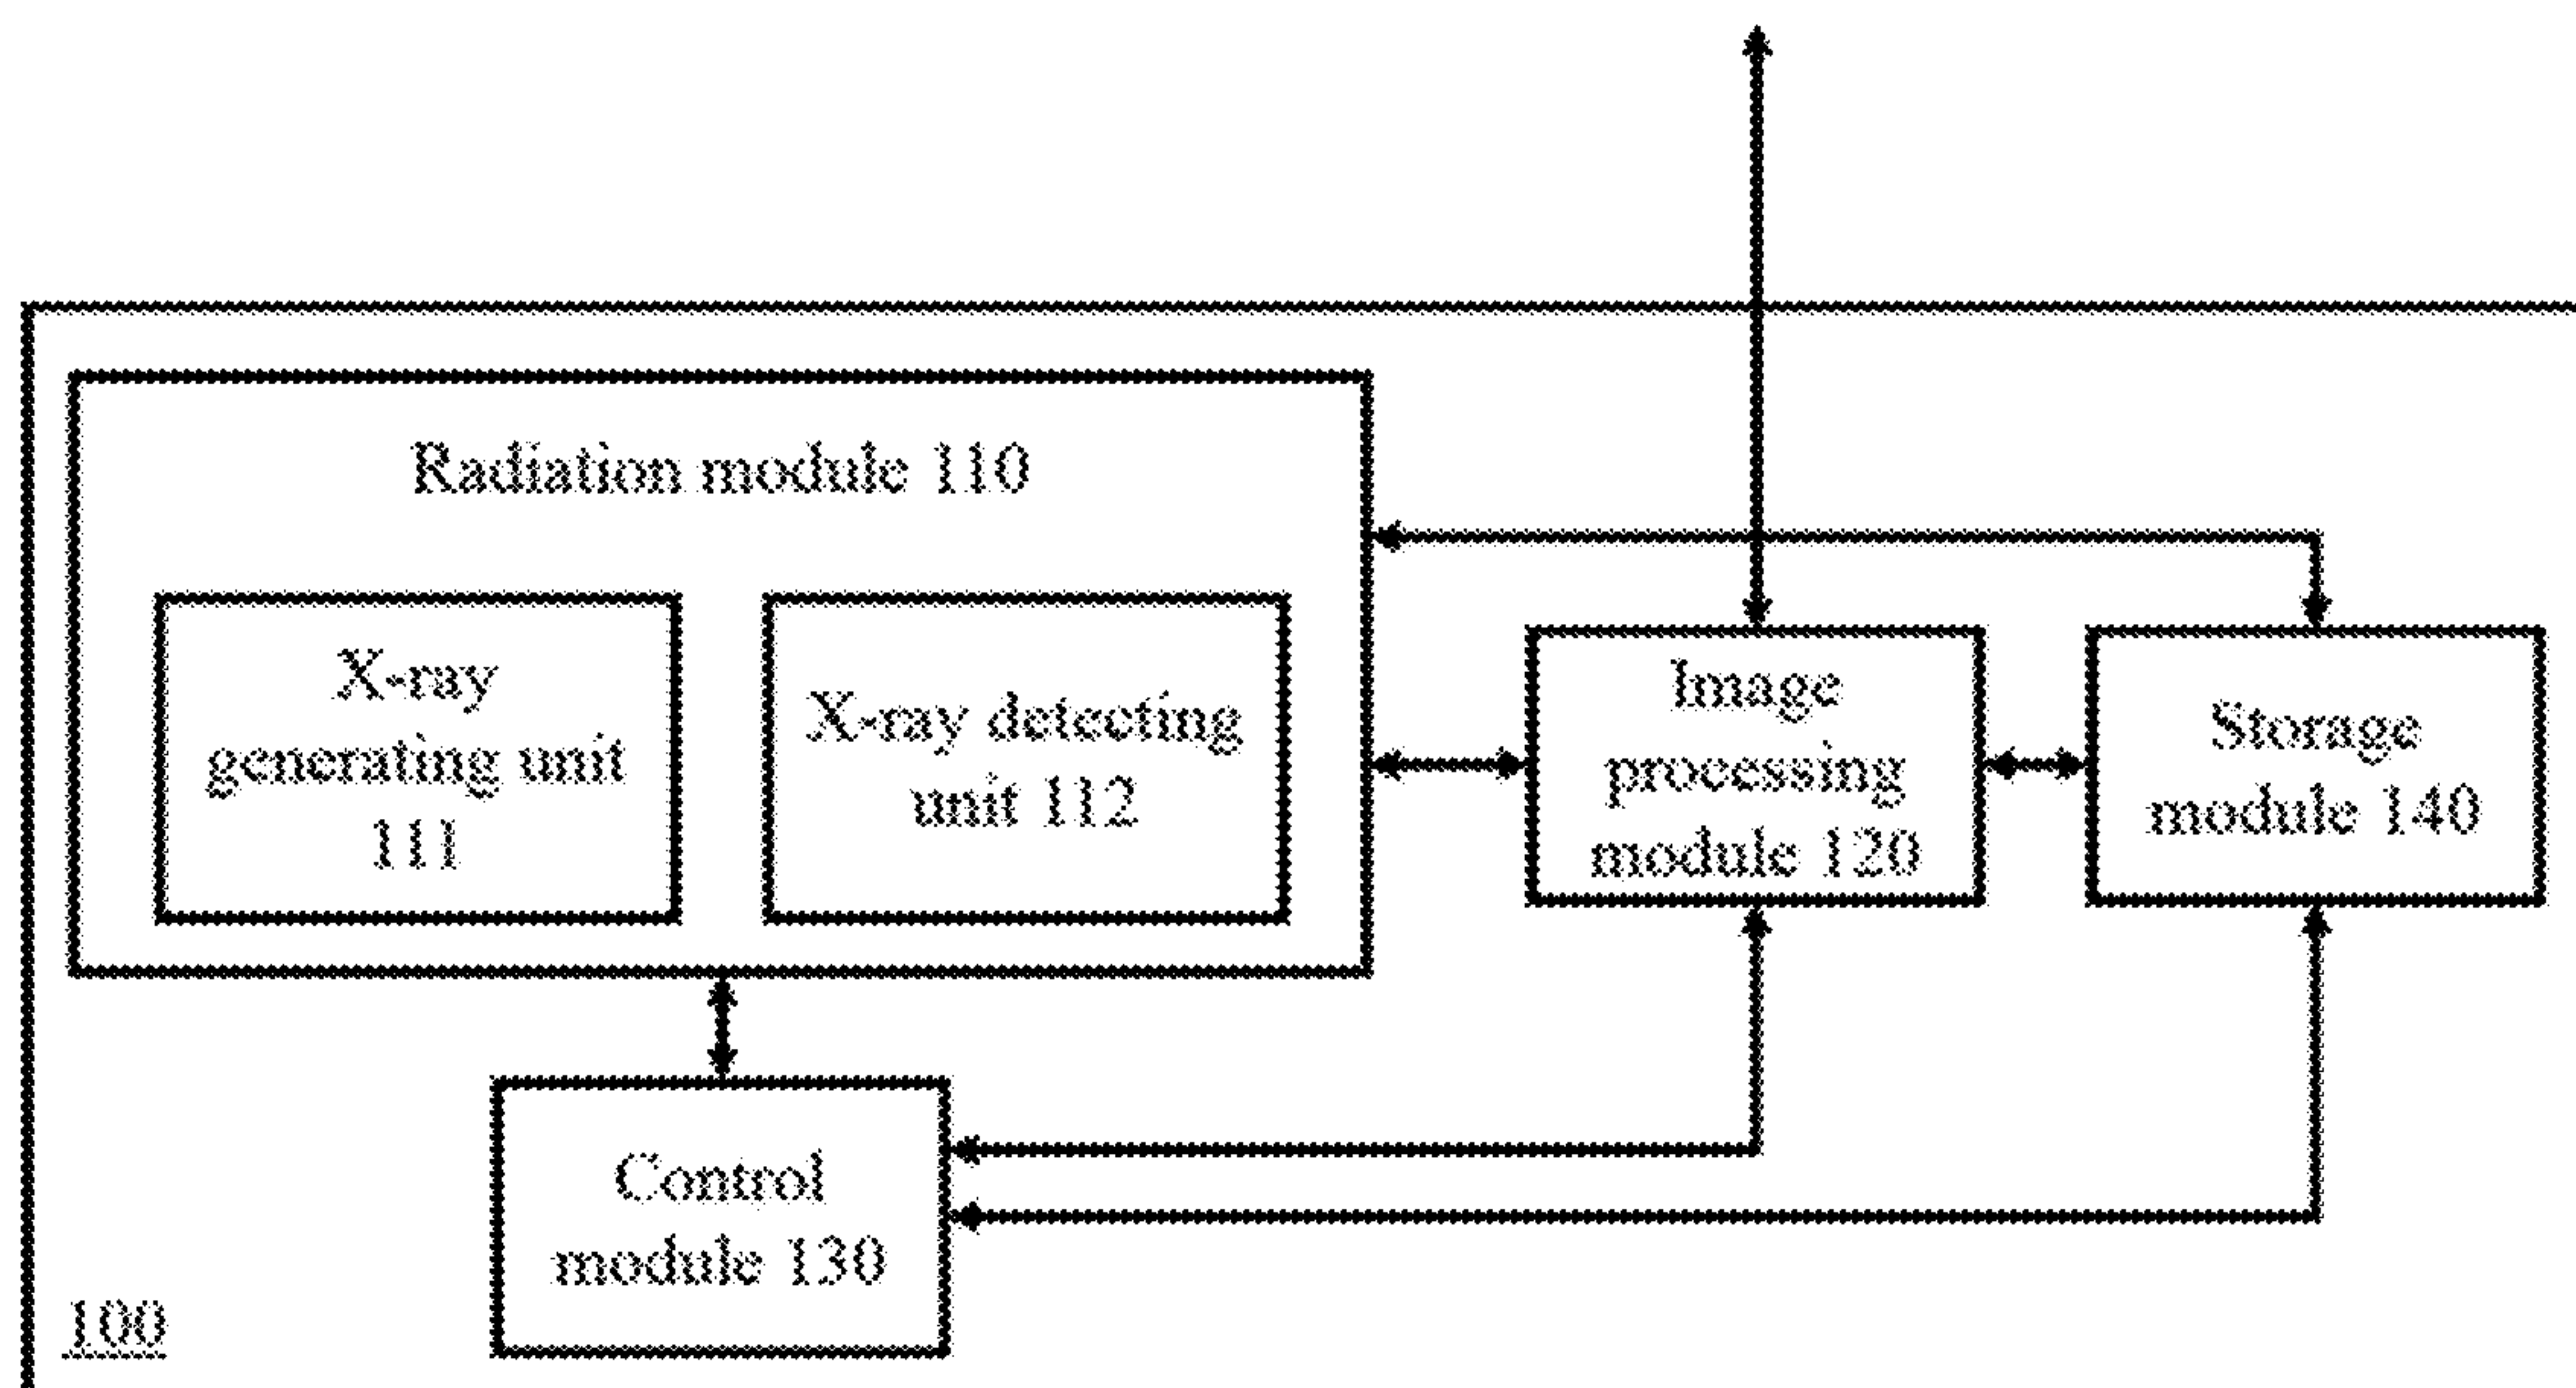 Radiation module 110
X-ray
generating unit
111
X-ray detecting
unit 112
Image
processing
module 120
Storage
module 140
Control
module 130
100